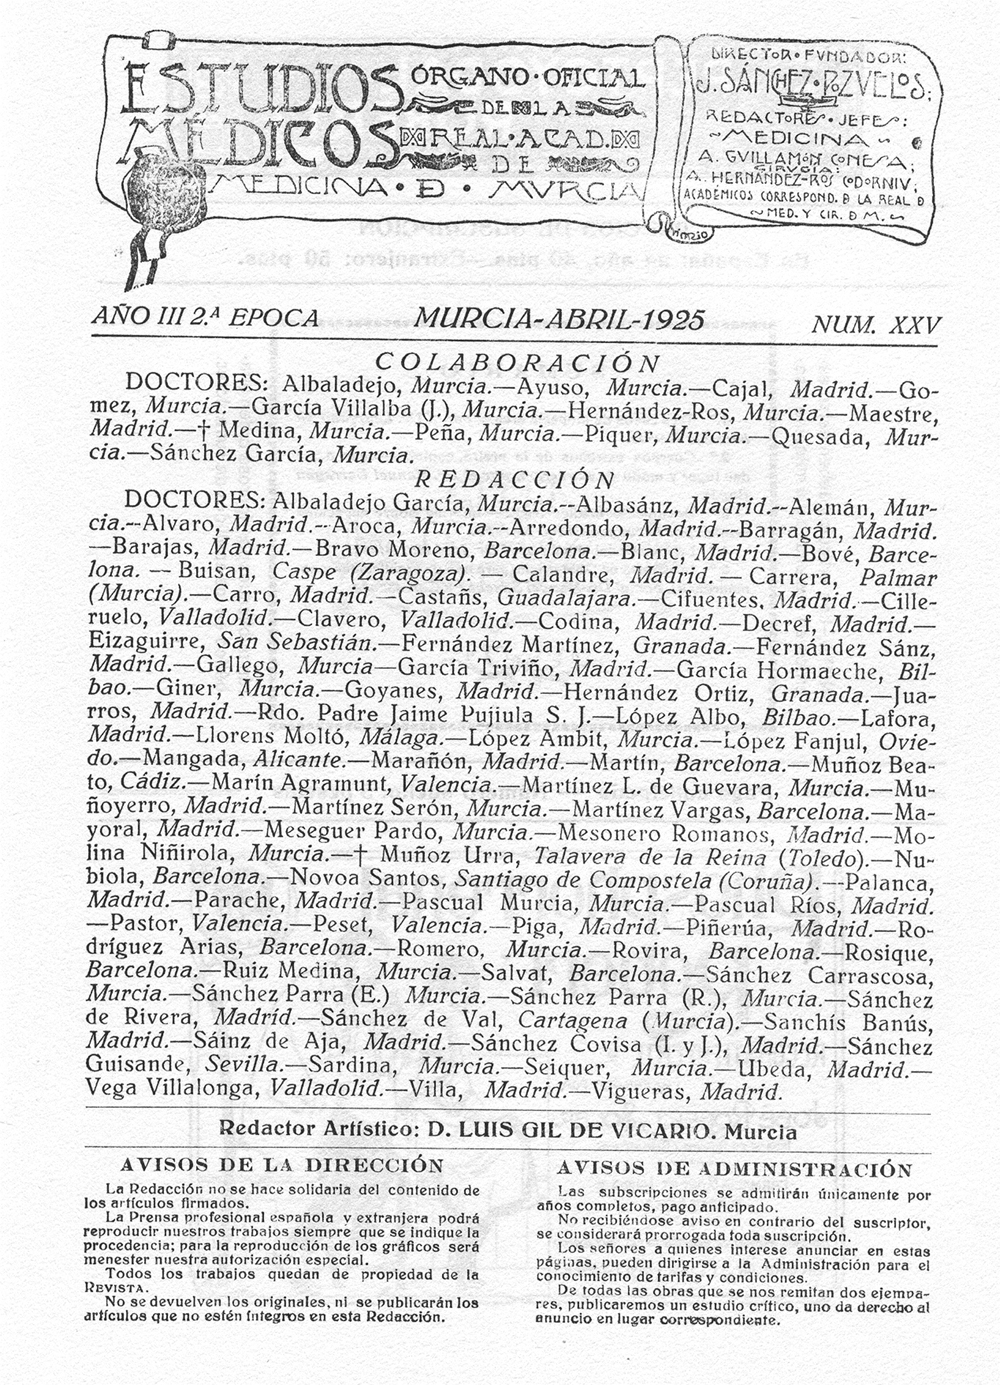 ESTUDIOS MÉDICOS
ÓRGANO·OFICIAL
DE LA
REAL·ACAD.
DE
MEDICINA·D·MVRCIA
DIRECTOR·FVNDADOR:
J. SÁNCHEZ·POZVELOS;
REDACTORES·JEFES:
MEDICINA
A. GVILLAMÓN CONESA;
CIRVGIA:
A. HERNÁNDEZ-ROS CODORNIV,
ACADÉMICOS CORRESPOND. D LA REAL D
MED. Y CIR. D M.
AÑO III 2.ª EPOCA MURCIA-ABRIL-1925 NUM. XXV
COLABORACIÓN
DOCTORES: Albaladejo, Murcia.—Ayuso, Murcia.—Cajal, Madrid.—Go-
mez, Murcia.—García Villalba (J.), Murcia.—Hernández-Ros, Murcia.—Maestre,
Madrid.—† Medina, Murcia.—Peña, Murcia.—Piquer, Murcia.—Quesada, Mur-
cia.—Sánchez García, Murcia.
REDACCIÓN
DOCTORES: Albaladejo García, Murcia.--Albasánz, Madrid.--Alemán, Mur-
cia.--Alvaro, Madrid.--Aroca, Murcia.--Arredondo, Madrid.--Barragán, Madrid.
—Barajas, Madrid.—Bravo Moreno, Barcelona.—Blanc, Madrid.—Bové, Barce-
lona. — Buisan, Caspe (Zaragoza). — Calandre, Madrid. — Carrera, Palmar
(Murcia).—Carro, Madrid.—Castañs, Guadalajara.—Cifuentes, Madrid.—Cille-
ruelo, Valladolid.—Clavero, Valladolid.—Codina, Madrid.—Decref, Madrid.—
Eizaguirre, San Sebastián.—Fernández Martínez, Granada.—Fernández Sánz,
Madrid.—Gallego, Murcia—García Triviño, Madrid.—García Hormaeche, Bil-
bao.—Giner, Murcia.—Goyanes, Madrid.—Hernández Ortiz, Granada.—Jua-
rros, Madrid.—Rdo. Padre Jaime Pujiula S. J.—López Albo, Bilbao.—Lafora,
Madrid.—Llorens Moltó, Málaga.—López Ambit, Murcia.—López Fanjul, Ovie-
do.—Mangada, Alicante.—Marañón, Madrid.—Martín, Barcelona.—Muñoz Bea-
to, Cádiz.—Marín Agramunt, Valencia.—Martínez L. de Guevara, Murcia.—Mu-
ñoyerro, Madrid.—Martínez Serón, Murcia.—Martínez Vargas, Barcelona.—Ma-
yoral, Madrid.—Meseguer Pardo, Murcia.—Mesonero Romanos, Madrid.—Mo-
lina Niñirola, Murcia.—† Muñoz Urra, Talavera de la Reina (Toledo).—Nu-
biola, Barcelona.—Novoa Santos, Santiago de Compostela (Coruña).—Palanca,
Madrid.—Parache, Madrid.—Pascual Murcia, Murcia.—Pascual Ríos, Madrid.
—Pastor, Valencia.—Peset, Valencia.—Piga, Madrid.—Piñerúa, Madrid.—Ro-
dríguez Arias, Barcelona.—Romero, Murcia.—Rovira, Barcelona.—Rosique,
Barcelona.—Ruiz Medina, Murcia.—Salvat, Barcelona.—Sánchez Carrascosa,
Murcia.—Sánchez Parra (E.) Murcia.—Sánchez Parra (R.), Murcia.—Sánchez
de Rivera, Madríd.—Sánchez de Val, Cartagena (Murcia).—Sanchís Banús,
Madrid.—Sáinz de Aja, Madrid.—Sánchez Covisa (I. y J.), Madrid.—Sánchez
Guisande, Sevilla.—Sardina, Murcia.—Seiquer, Murcia.—Ubeda, Madrid.—
Vega Villalonga, Valladolid.—Villa, Madrid.—Vigueras, Madrid.
Redactor Artístico: D. LUIS GIL DE VICARIO. Murcia
AVISOS DE LA DIRECCIÓN
La Redacción no se hace solidaria del contenido de
los artículos firmados.
La Prensa profesional española y extranjera podrá
reproducir nuestros trabajos siempre que se indique la
procedencia; para la reproducción de los gráficos será
menester nuestra autorización especial.
Todos los trabajos quedan de propiedad de la
REVISTA.
No se devuelven los originales, ni se publicarán los
artículos que no estén íntegros en esta Redacción.
AVISOS DE ADMINISTRACIÓN
Las subscripciones se admitirán únicamente por
años completos, pago anticipado.
No recibiéndose aviso en contrario del suscriptor,
se considerará prorrogada toda suscripción.
Los señores a quienes interese anunciar en estas
páginas, pueden dirigirse a la Administración para el
conocimiento de tarifas y condiciones.
De todas las obras que se nos remitan dos ejempa-
res, publicaremos un estudio crítico, uno da derecho al
anuncio en lugar correspondiente.